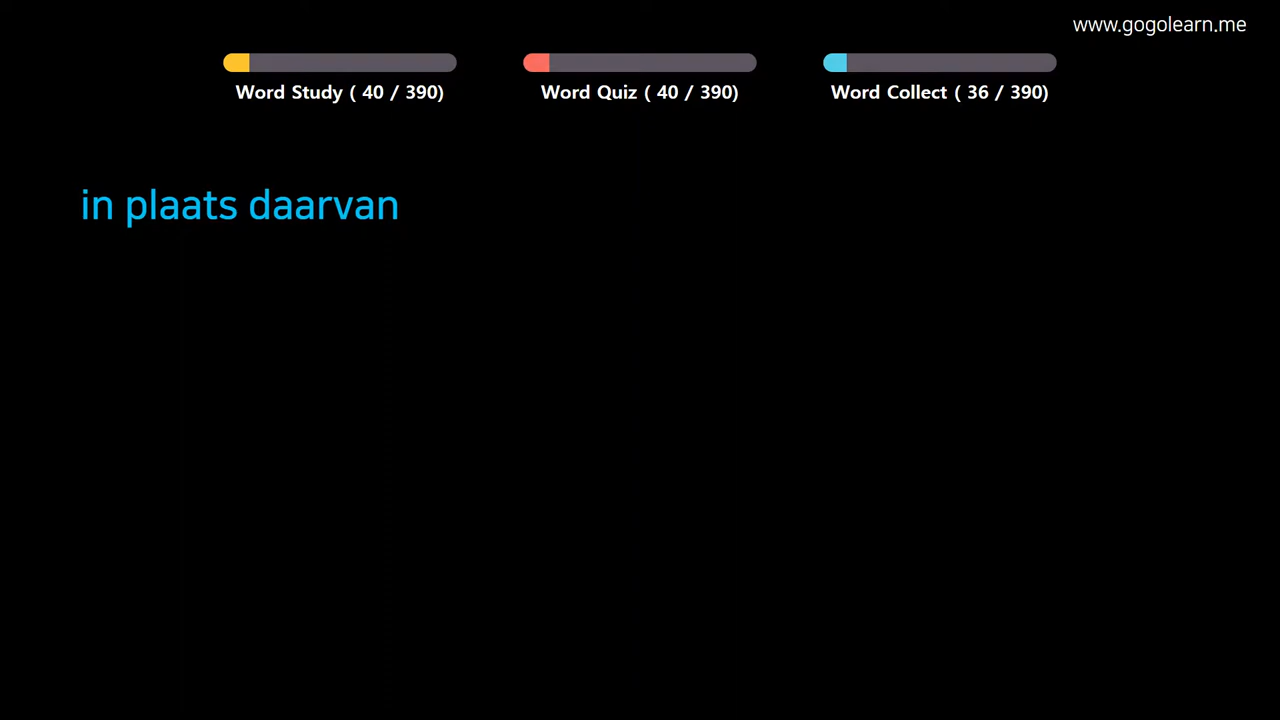 www.gogolearn.me
Word Study ( 40 / 390)
Word Quiz ( 40 / 390)
Word Collect ( 36 / 390)
in plaats daarvan